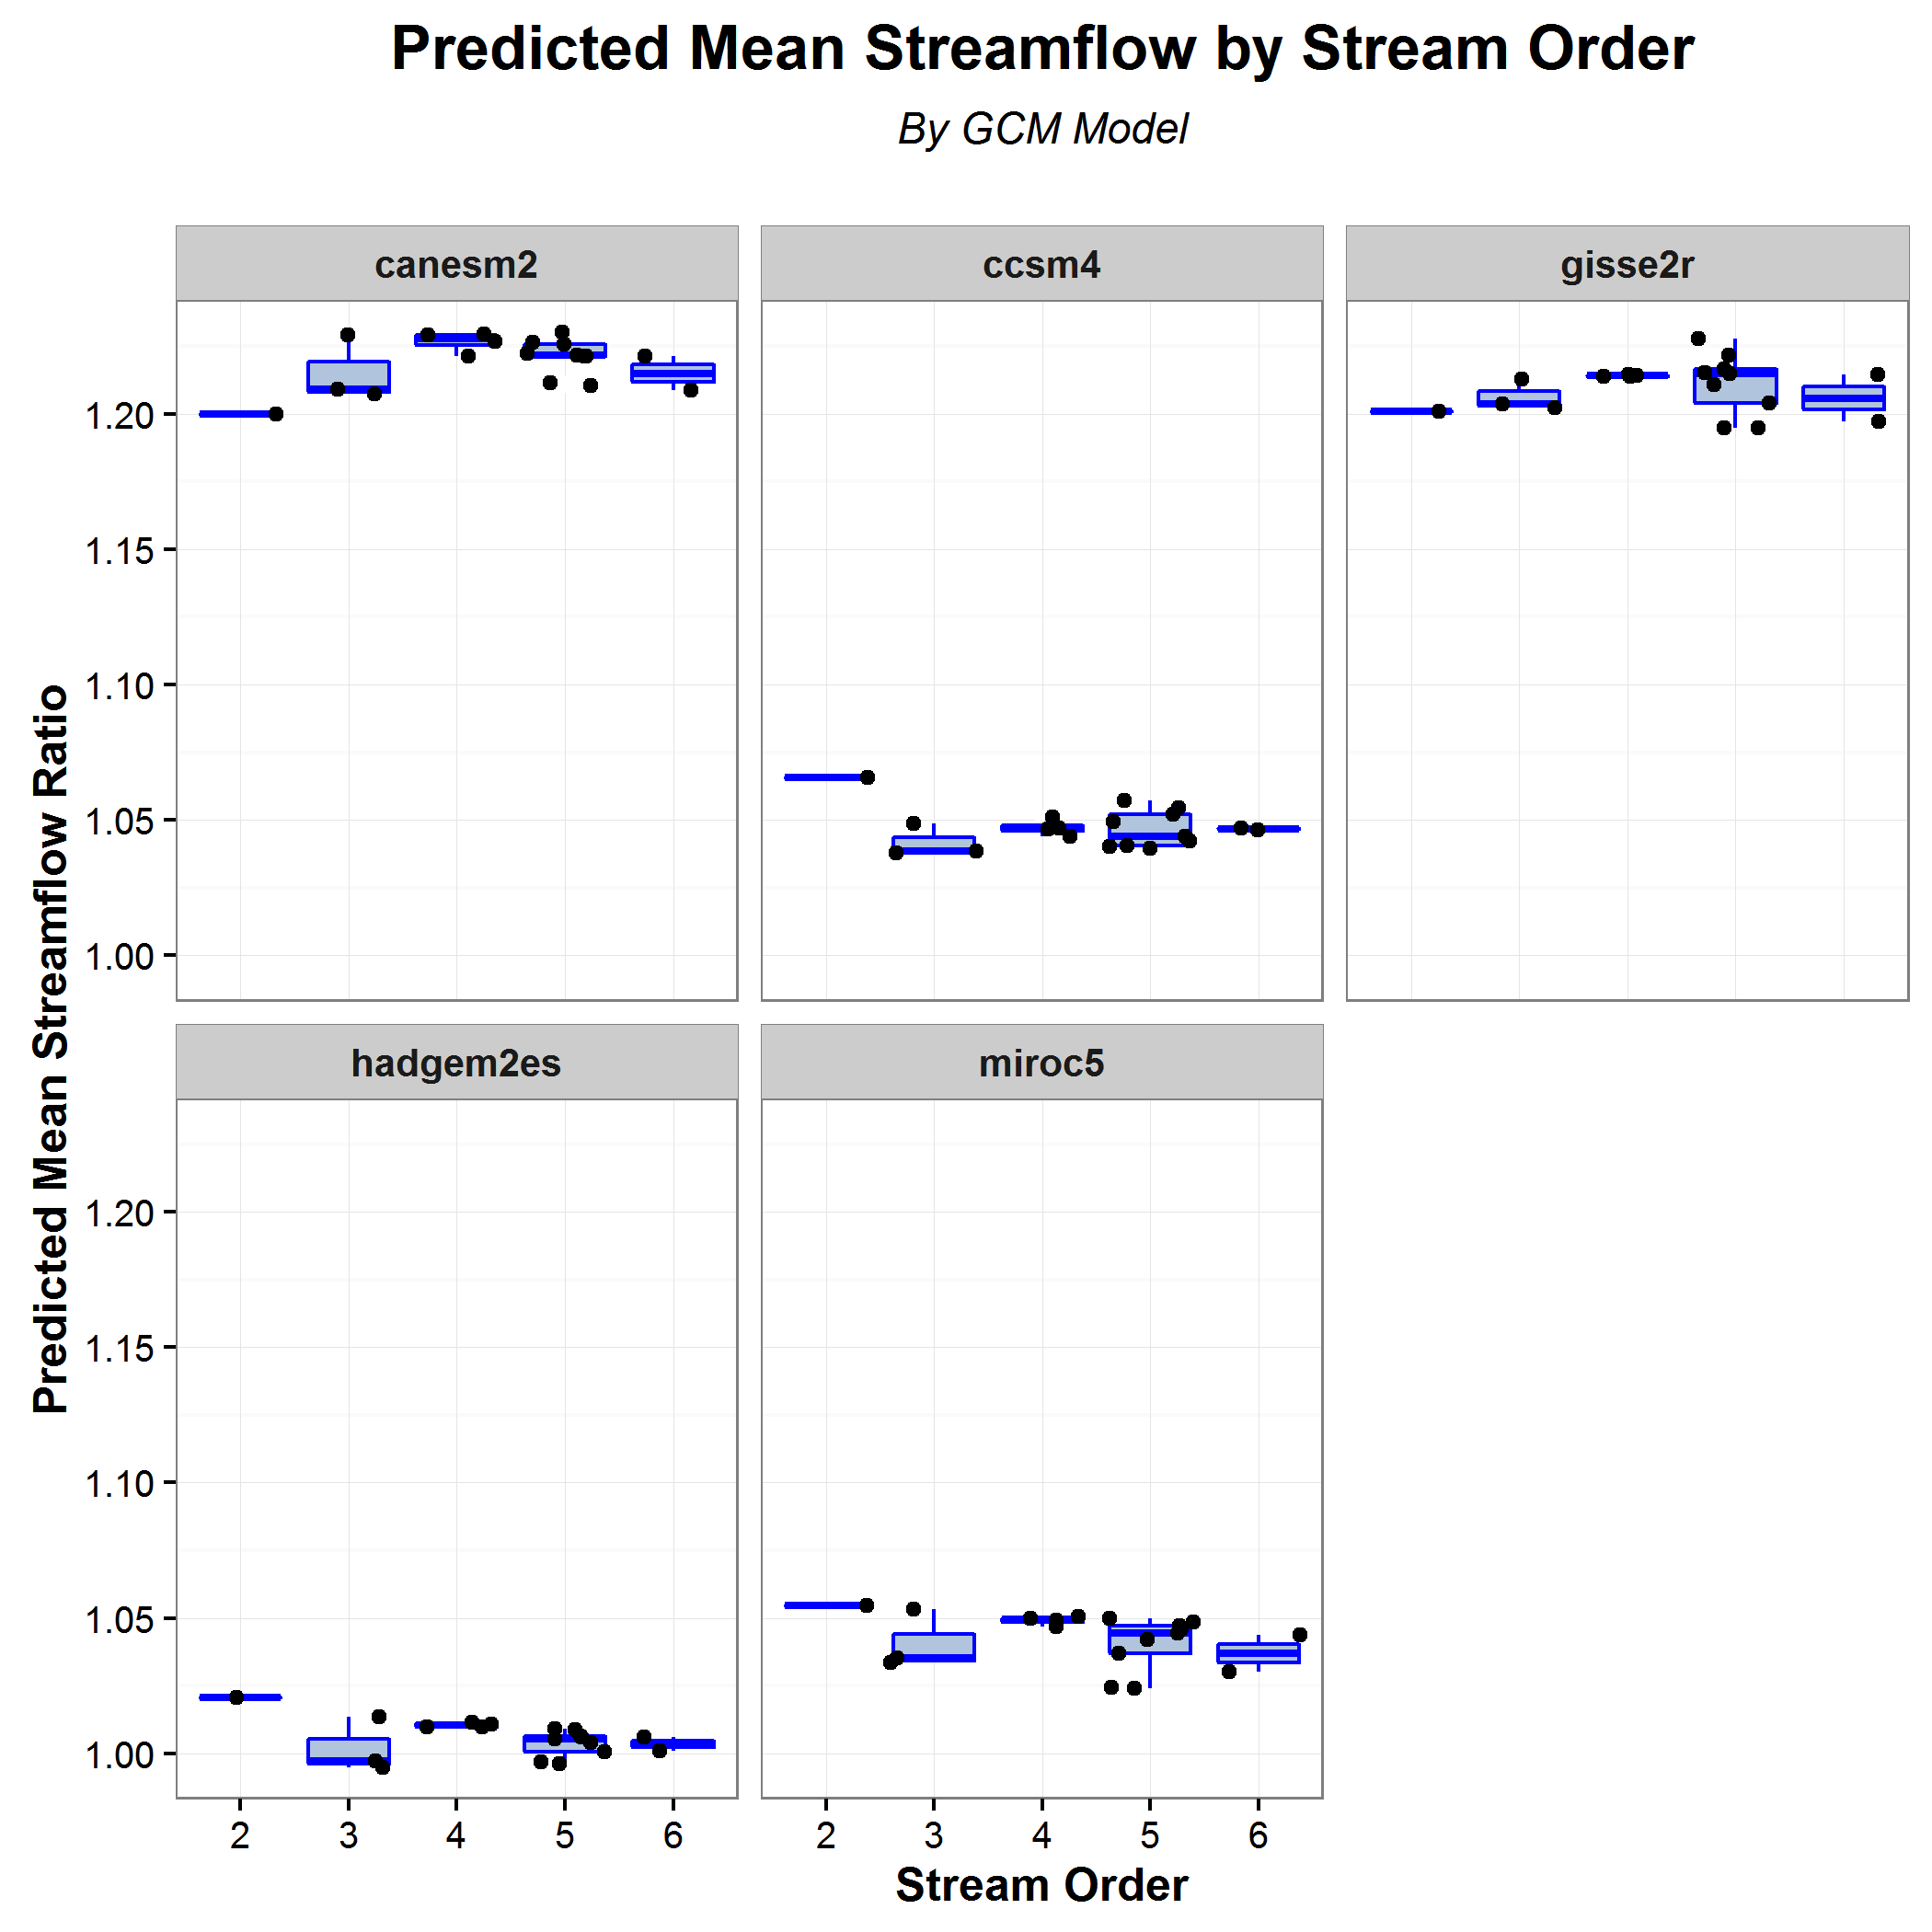 Predicted Mean Streamflow by Stream Order
By GCM Model
canesm2
ccsm4
gisse2r
1.20
1.15
1.10
1.05
1.00
Predicted Mean Streamflow Ratio
hadgem2es
miroc5
1.20
1.15
1.10
1.05
1.00
2 3 4 5 6
2 3 4 5 6
Stream Order